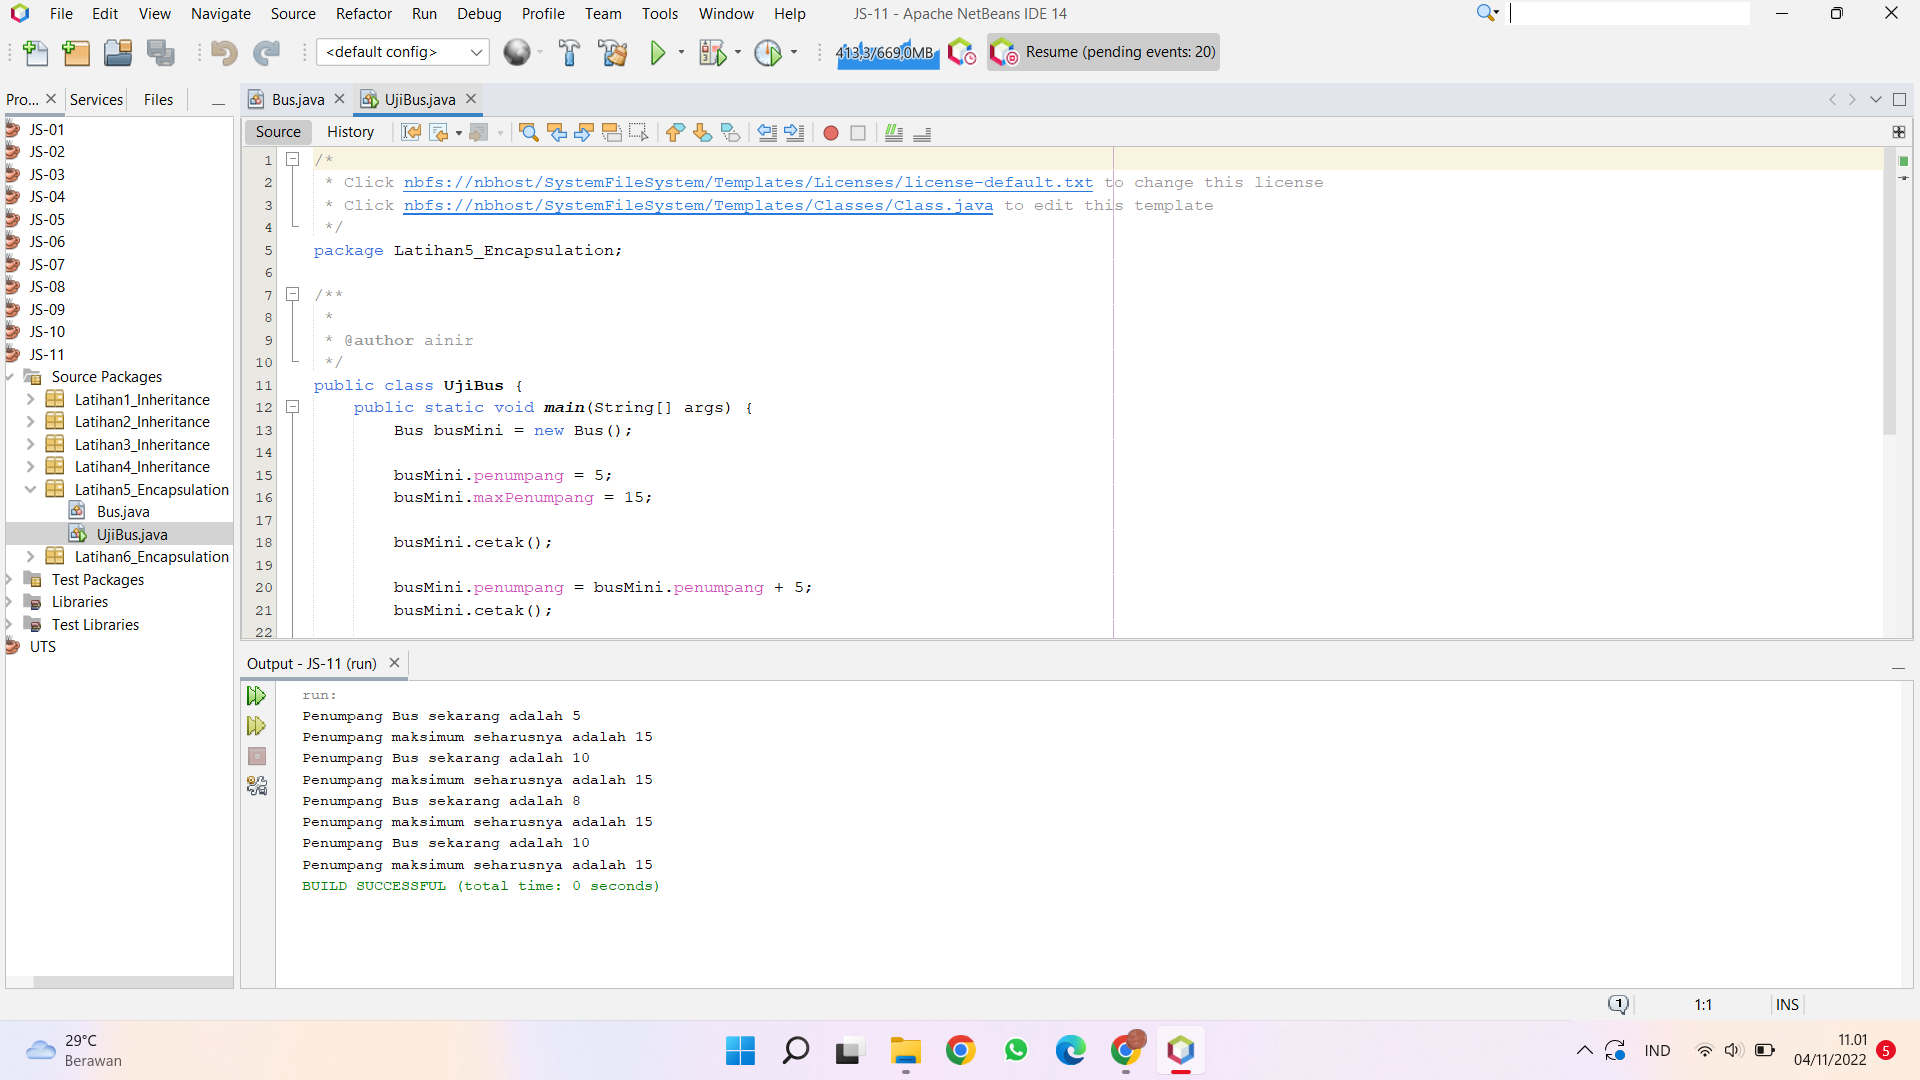 File Edit View Navigate Source Refactor Run Debug Profile Team Tools Window Help JS-11 - Apache NetBeans IDE 14
<default config> 413,3/669,0MB Resume (pending events: 20)
Pro... Services Files
Bus.java UjiBus.java
Source History
JS-01
JS-02
JS-03
JS-04
JS-05
JS-06
JS-07
JS-08
JS-09
JS-10
JS-11
Source Packages
Latihan1_Inheritance
Latihan2_Inheritance
Latihan3_Inheritance
Latihan4_Inheritance
Latihan5_Encapsulation
Bus.java
UjiBus.java
Latihan6_Encapsulation
Test Packages
Libraries
Test Libraries
UTS
1 /*
2 * Click nbfs://nbhost/SystemFileSystem/Templates/Licenses/license-default.txt to change this license
3 * Click nbfs://nbhost/SystemFileSystem/Templates/Classes/Class.java to edit this template
4 */
5 package Latihan5_Encapsulation;
6
7 /**
8 *
9 * @author ainir
10 */
11 public class UjiBus {
12 public static void main(String[] args) {
13 Bus busMini = new Bus();
14
15 busMini.penumpang = 5;
16 busMini.maxPenumpang = 15;
17
18 busMini.cetak();
19
20 busMini.penumpang = busMini.penumpang + 5;
21 busMini.cetak();
22
Output - JS-11 (run)
run:
Penumpang Bus sekarang adalah 5
Penumpang maksimum seharusnya adalah 15
Penumpang Bus sekarang adalah 10
Penumpang maksimum seharusnya adalah 15
Penumpang Bus sekarang adalah 8
Penumpang maksimum seharusnya adalah 15
Penumpang Bus sekarang adalah 10
Penumpang maksimum seharusnya adalah 15
BUILD SUCCESSFUL (total time: 0 seconds)
1 1:1 INS
29°C
Berawan
IND
11.01
04/11/2022
5